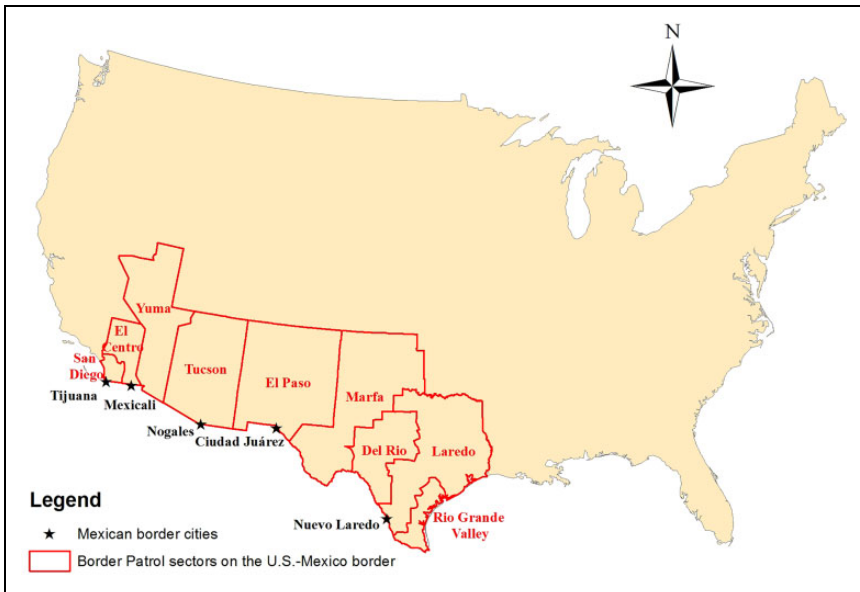 N
Yuma
El
Centro
San
Diego
Tucson
El Paso
Marfa
Tijuana
Mexicali
Nogales
Ciudad Juárez
Del Rio
Laredo
Nuevo Laredo
Rio Grande
Valley
Legend
Mexican border cities
Border Patrol sectors on the U.S.-Mexico border